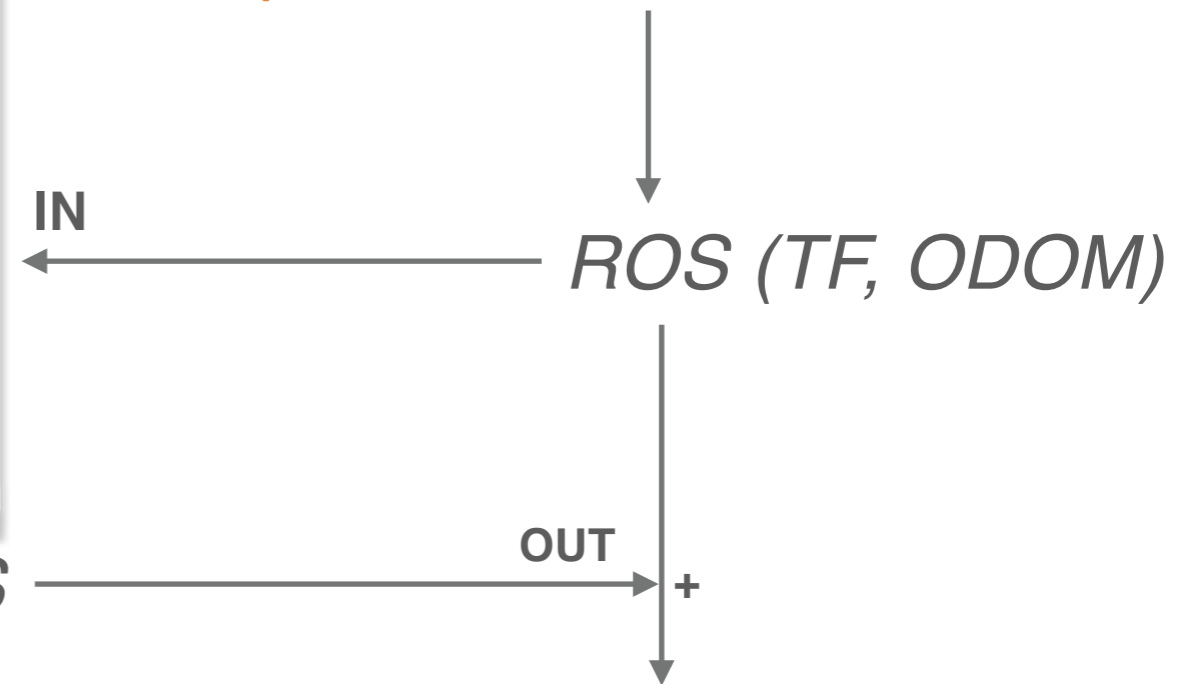 IN
ROS (TF, ODOM)
OUT
+